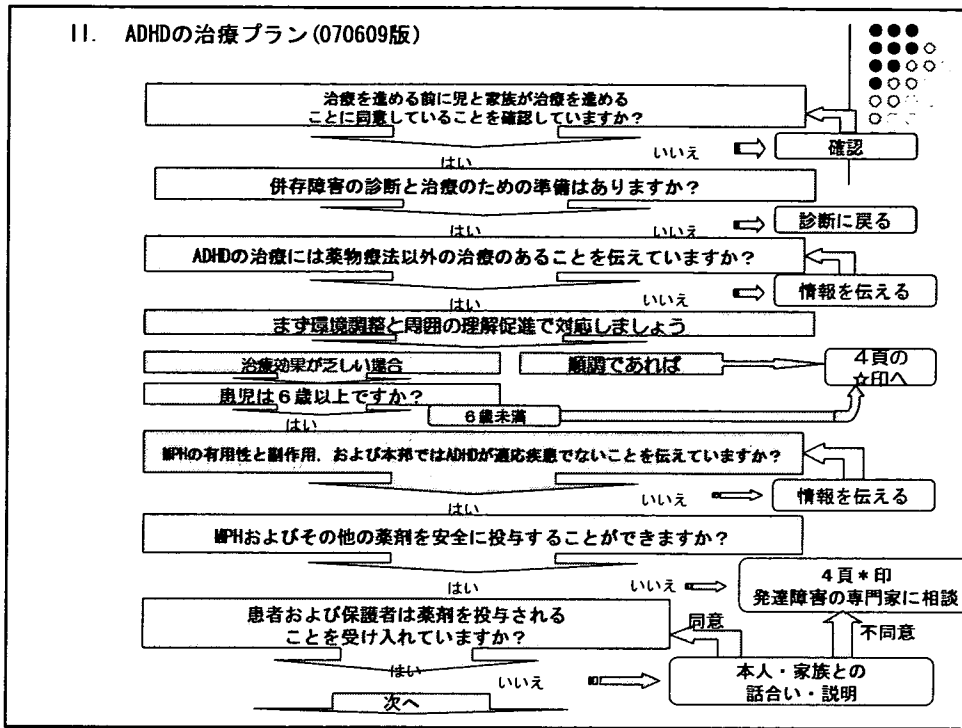 II. ADHDの治療プラン(070609版)
治療を進める前に児と家族が治療を進める
ことに同意していることを確認していますか?
はい
いいえ
確認
併存障害の診断と治療のための準備はありますか?
はい
いいえ
診断に戻る
ADHDの治療には薬物療法以外の治療のあることを伝えていますか?
はい
いいえ
情報を伝える
まず環境調整と周囲の理解促進で対応しましょう
治療効果が乏しい場合
順調であれば
4頁の
☆印へ
患児は6歳以上ですか?
6歳未満
はい
MPHの有用性と副作用,および本邦ではADHDが適応疾患でないことを伝えていますか?
はい
いいえ
情報を伝える
MPHおよびその他の薬剤を安全に投与することができますか?
はい
いいえ
4頁*印
発達障害の専門家に相談
患者および保護者は薬剤を投与される
ことを受け入れていますか?
同意
不同意
はい
いいえ
本人・家族との
話合い・説明
次へ